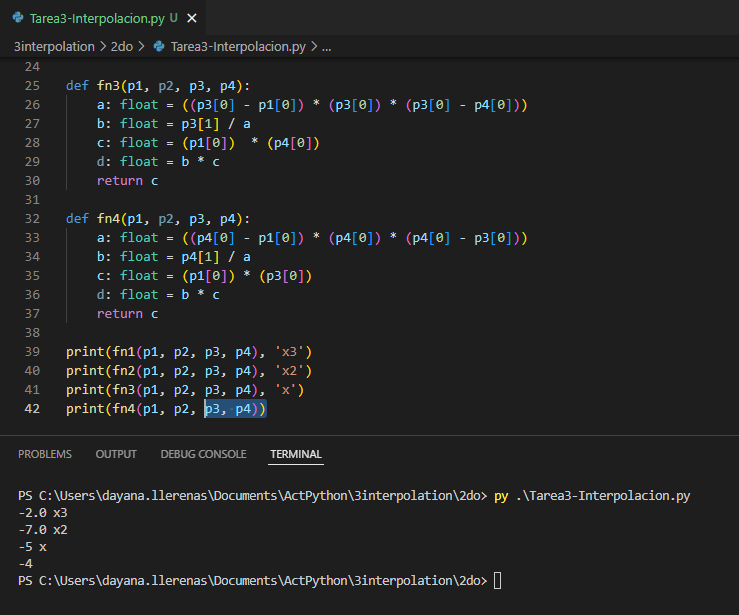 Tarea3-Interpolacion.py U ×
3interpolation > 2do > Tarea3-Interpolacion.py > ...
24
25 def fn3(p1, p2, p3, p4):
26     a: float = ((p3[0] - p1[0]) * (p3[0]) * (p3[0] - p4[0]))
27     b: float = p3[1] / a
28     c: float = (p1[0])  * (p4[0])
29     d: float = b * c
30     return c
31
32 def fn4(p1, p2, p3, p4):
33     a: float = ((p4[0] - p1[0]) * (p4[0]) * (p4[0] - p3[0]))
34     b: float = p4[1] / a
35     c: float = (p1[0]) * (p3[0])
36     d: float = b * c
37     return c
38
39 print(fn1(p1, p2, p3, p4), 'x3')
40 print(fn2(p1, p2, p3, p4), 'x2')
41 print(fn3(p1, p2, p3, p4), 'x')
42 print(fn4(p1, p2, p3, p4))
PROBLEMS OUTPUT DEBUG CONSOLE TERMINAL
PS C:\Users\dayana.llerenas\Documents\ActPython\3interpolation\2do> py .\Tarea3-Interpolacion.py
-2.0 x3
-7.0 x2
-5 x
-4
PS C:\Users\dayana.llerenas\Documents\ActPython\3interpolation\2do>